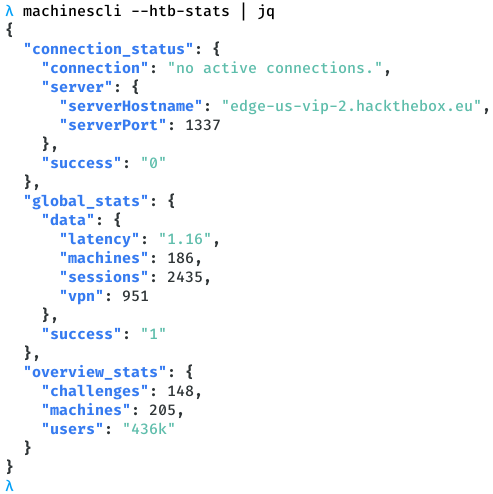 λ machinescli --htb-stats | jq
{
  "connection_status": {
    "connection": "no active connections.",
    "server": {
      "serverHostname": "edge-us-vip-2.hackthebox.eu",
      "serverPort": 1337
    },
    "success": "0"
  },
  "global_stats": {
    "data": {
      "latency": "1.16",
      "machines": 186,
      "sessions": 2435,
      "vpn": 951
    },
    "success": "1"
  },
  "overview_stats": {
    "challenges": 148,
    "machines": 205,
    "users": "436k"
  }
}
λ